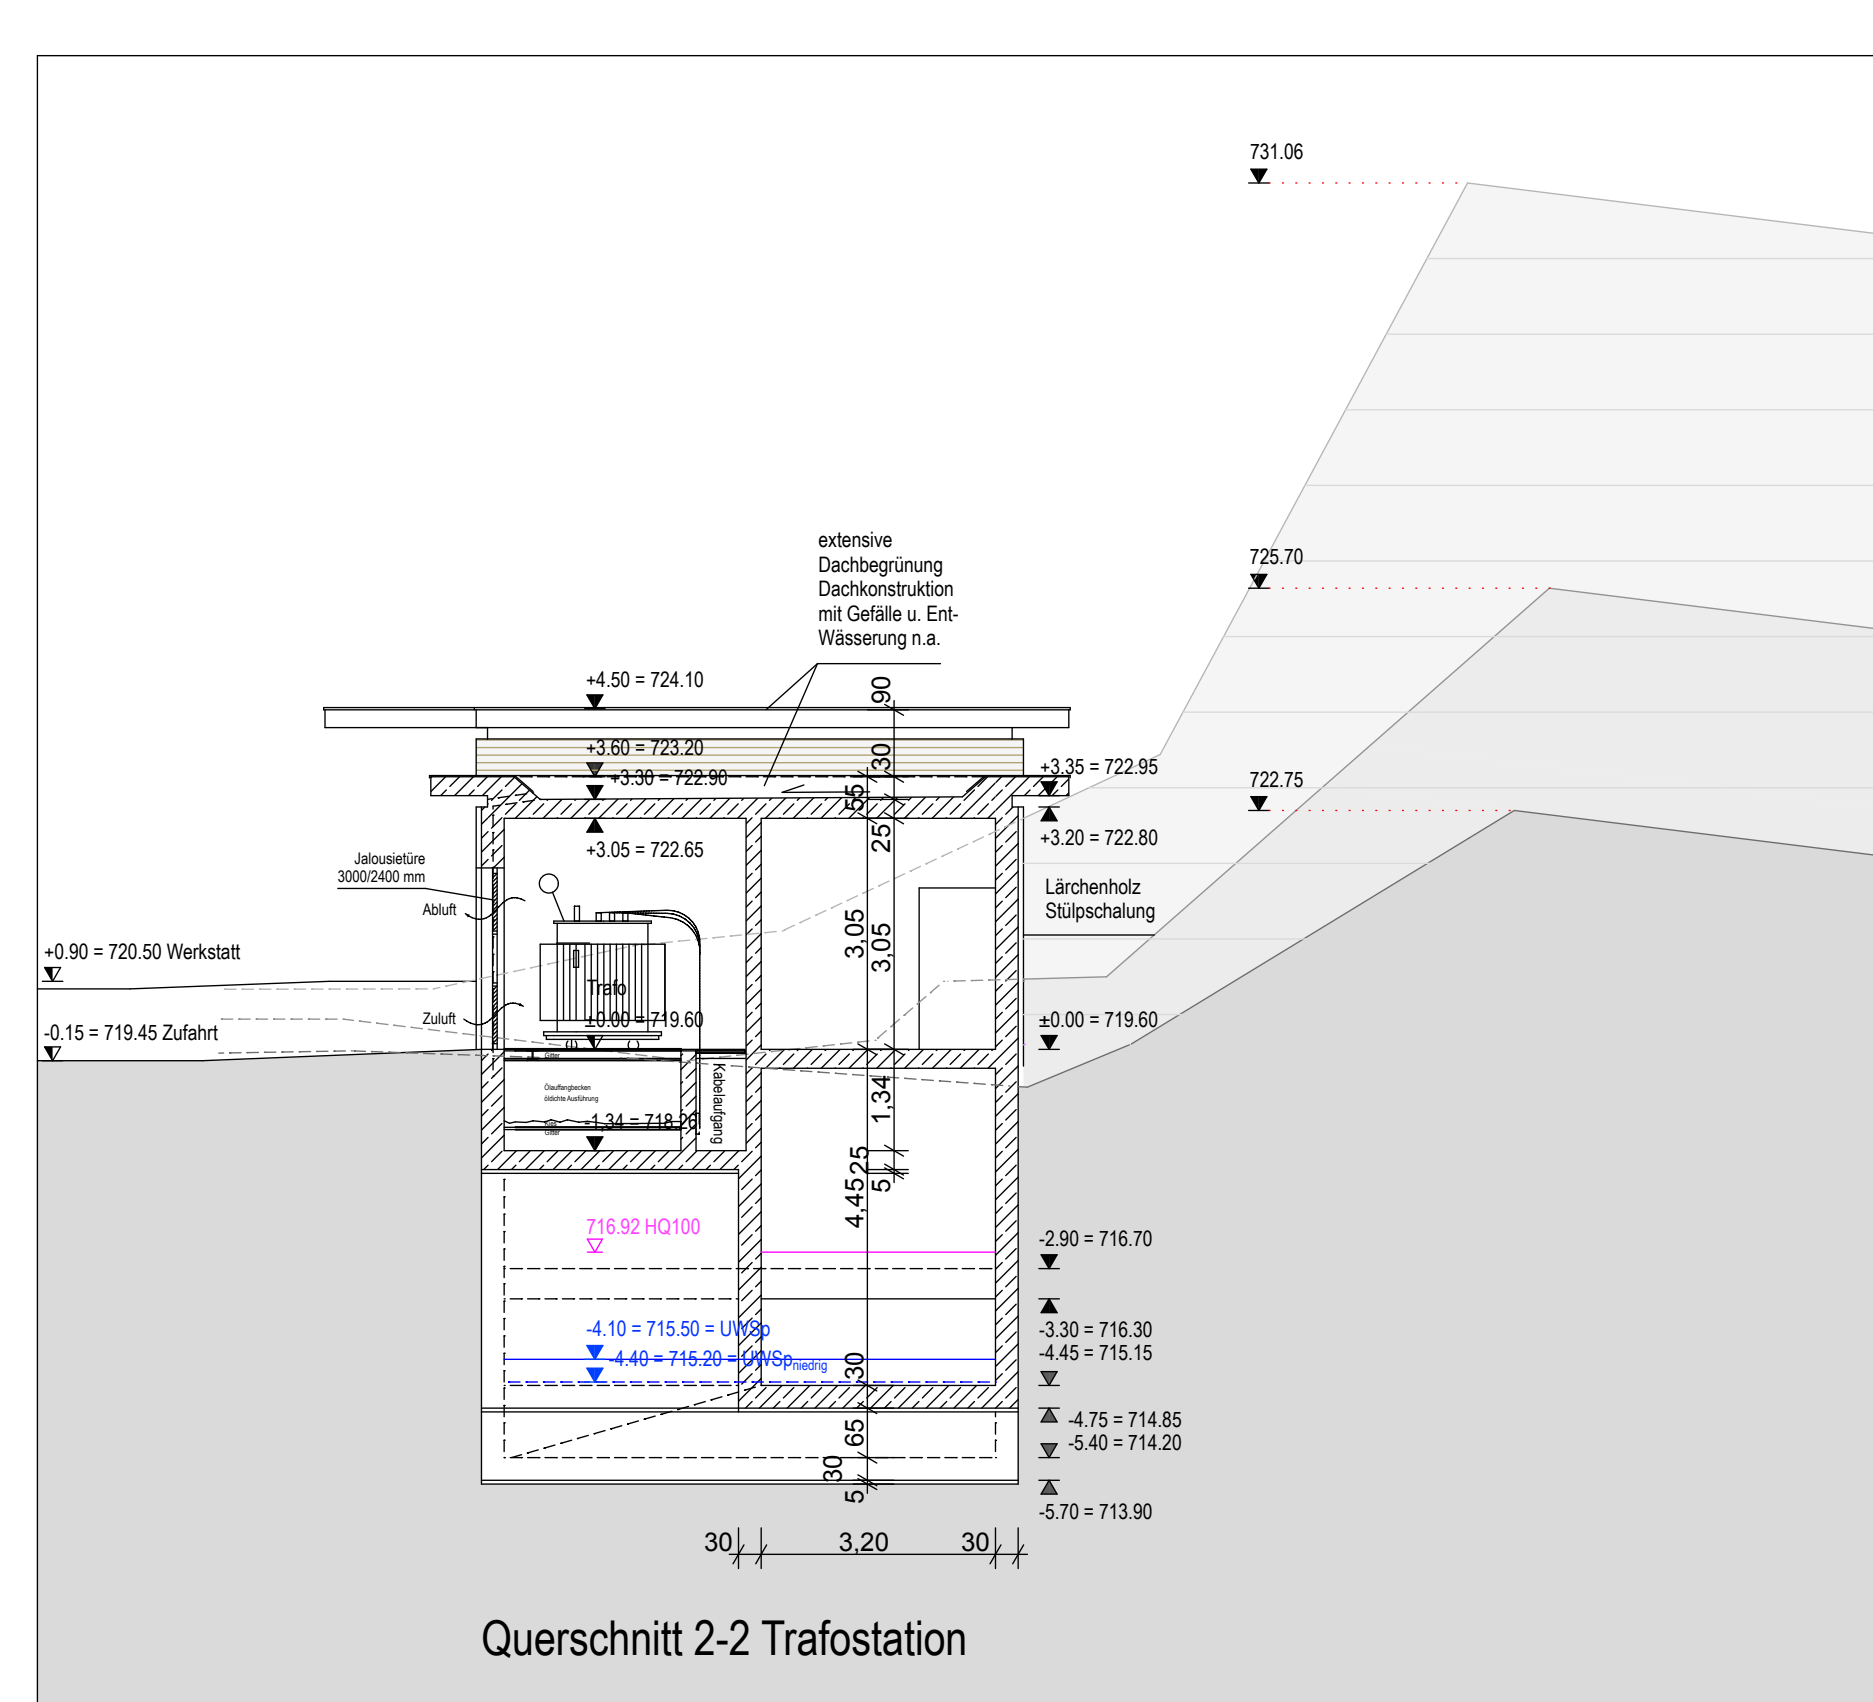 731.06
725.70
extensive
Dachbegrünung
Dachkonstruktion
mit Gefälle u. Ent-
Wässerung n.a.
+4.50 = 724.10
90
+3.60 = 723.20
30
+3.30 = 722.90
+3.35 = 722.95
722.75
55
25
+3.20 = 722.80
+3.05 = 722.65
Jalousietüre
3000/2400 mm
Abluft
Lärchenholz
Stülpschalung
3,05
3,05
+0.90 = 720.50 Werkstatt
Trafo
Zuluft
±0.00 = 719.60
±0.00 = 719.60
-0.15 = 719.45 Zufahrt
Gitter
Ölauffangbecken
öldichte Ausführung
Kabelaufgang
1,34
-1,34 = 718.26
Kies
Gitter
25
5
4,45
716.92 HQ100
-2.90 = 716.70
-4.10 = 715.50 = UWSp
-3.30 = 716.30
-4.40 = 715.20 = UWSpniedrig
30
-4.45 = 715.15
-4.75 = 714.85
65
-5.40 = 714.20
30
5
-5.70 = 713.90
30 3,20 30
Querschnitt 2-2 Trafostation